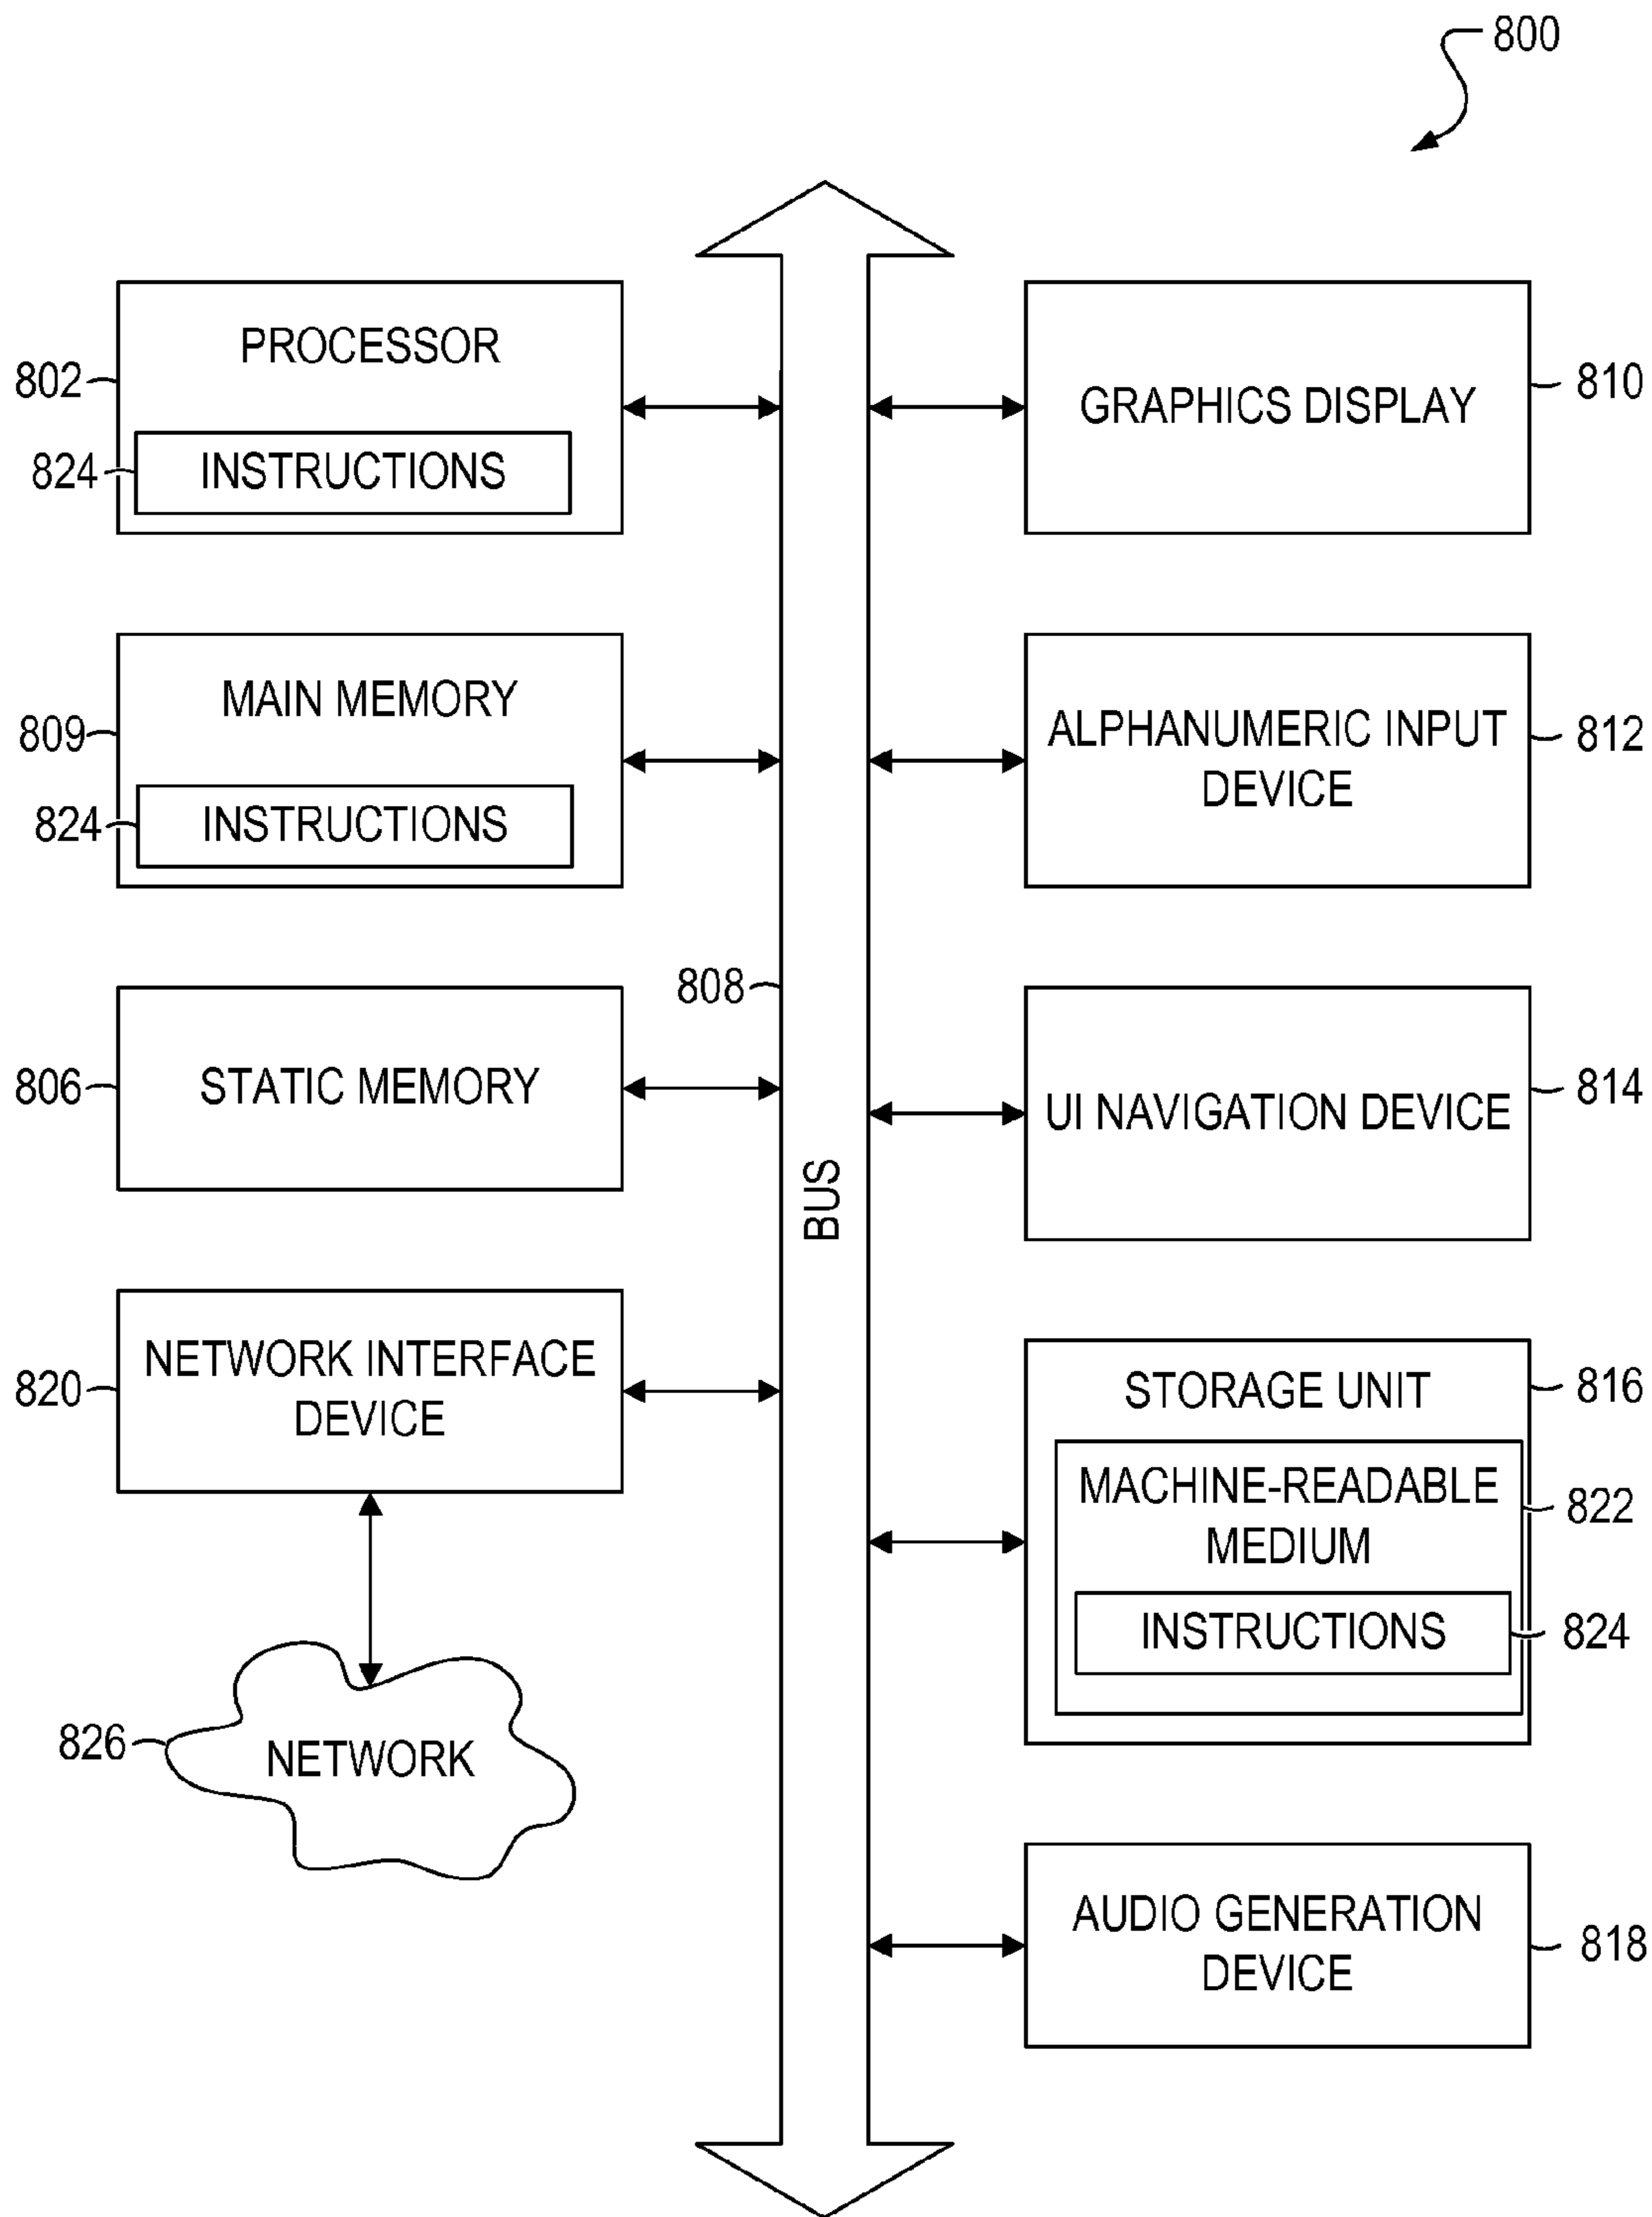 800
PROCESSOR
802
824
INSTRUCTIONS
GRAPHICS DISPLAY
810
MAIN MEMORY
809
824
INSTRUCTIONS
ALPHANUMERIC INPUT
DEVICE
812
808
BUS
806
STATIC MEMORY
UI NAVIGATION DEVICE
814
NETWORK INTERFACE
DEVICE
820
STORAGE UNIT
816
MACHINE-READABLE
MEDIUM
822
INSTRUCTIONS
824
826
NETWORK
AUDIO GENERATION
DEVICE
818